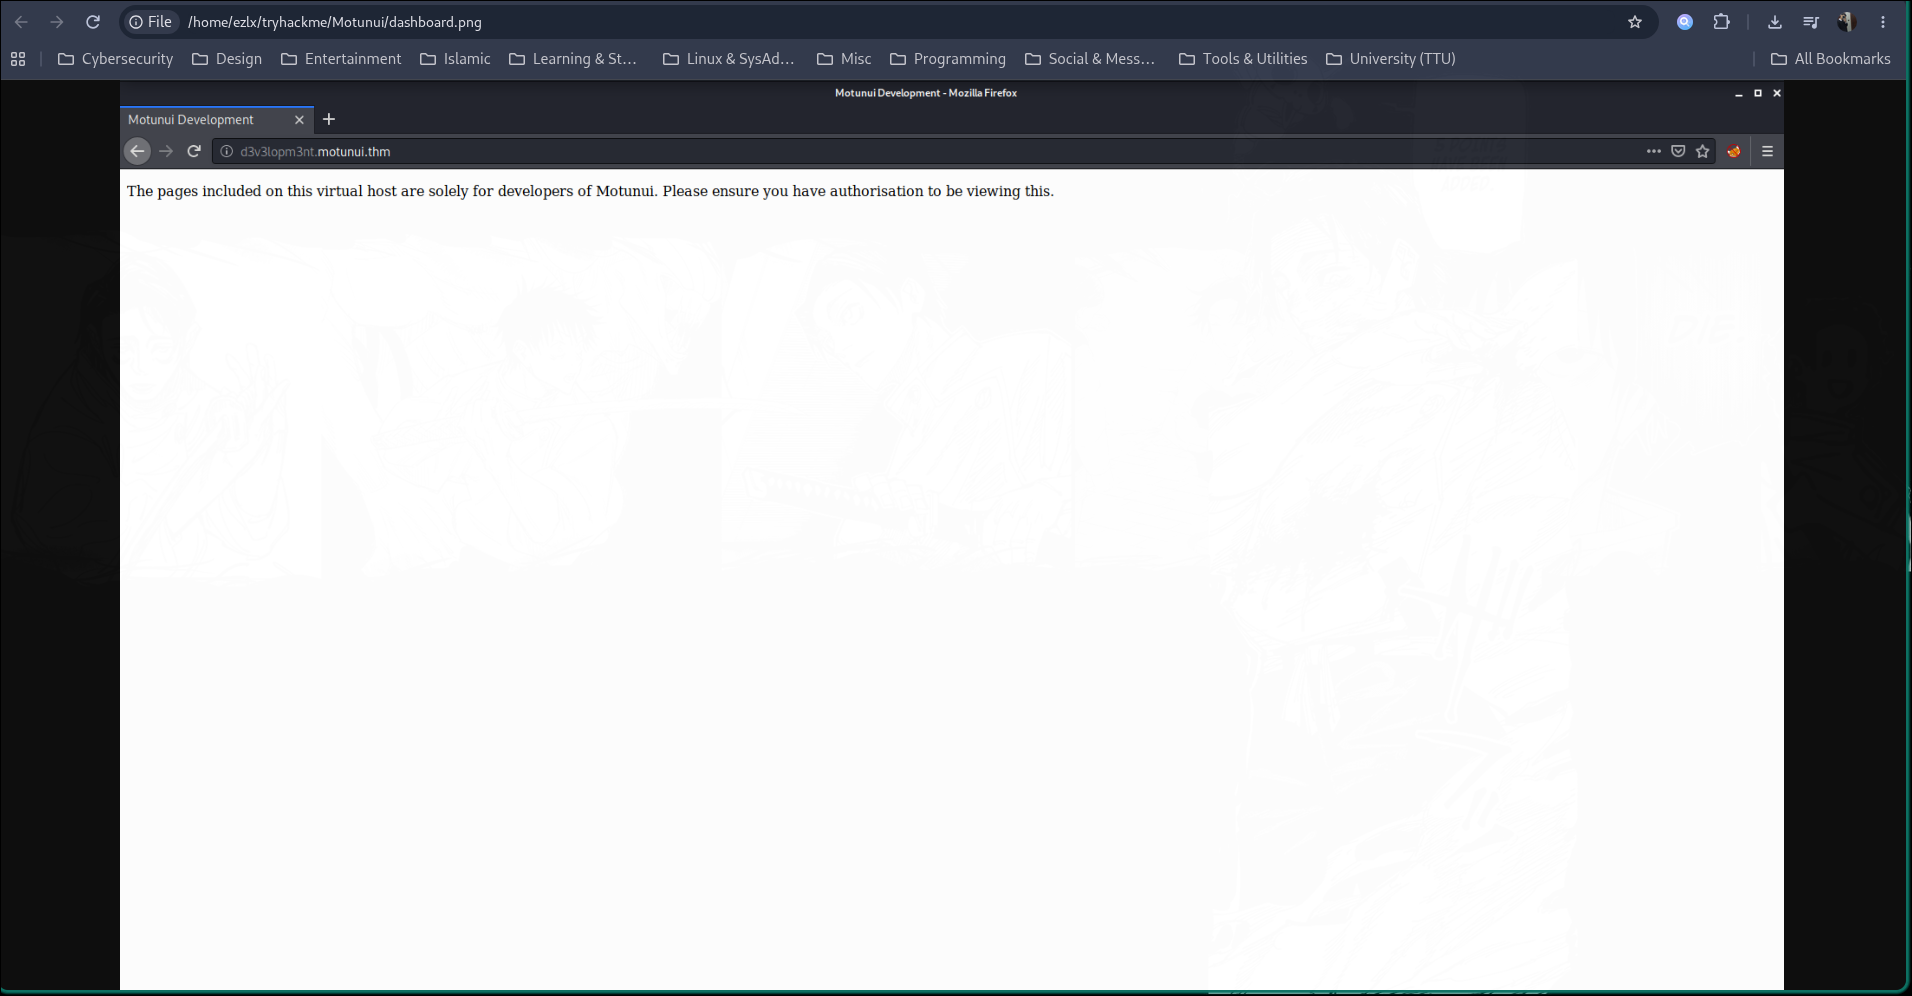 File /home/ezlx/tryhackme/Motunui/dashboard.png
Cybersecurity Design Entertainment Islamic Learning & St... Linux & SysAd... Misc Programming Social & Mess... Tools & Utilities University (TTU) All Bookmarks
Motunui Development - Mozilla Firefox
Motunui Development
d3v3lopm3nt.motunui.thm
The pages included on this virtual host are solely for developers of Motunui. Please ensure you have authorisation to be viewing this.